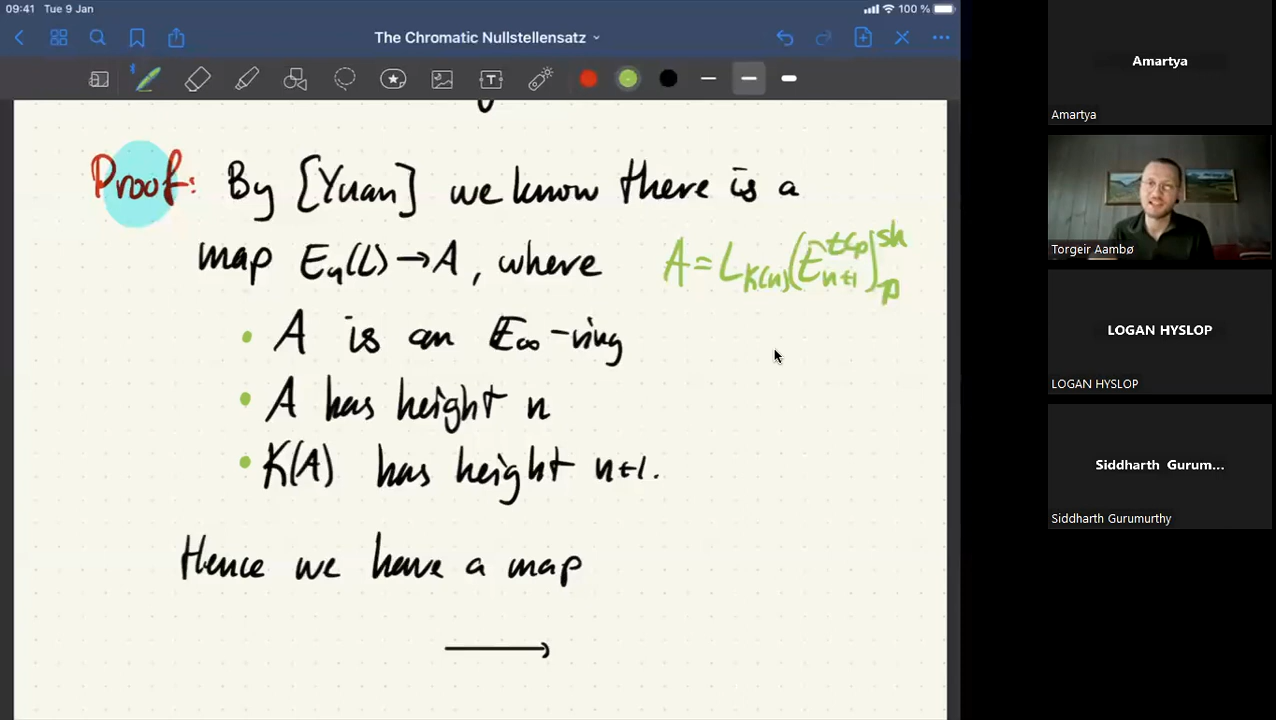 09:41 Tue 9 Jan
100 %
The Chromatic Nullstellensatz
Proof: By [Yuan] we know there is a
map Eₙ(L) → A, where
A = L_{K(n)}(E_{n+1}^{tC_p})_p^{sh}
• A is an E∞-ring
• A has height n
• K(A) has height n+1.
Hence we have a map
⟶
Amartya
Amartya
Torgeir Aambø
LOGAN HYSLOP
LOGAN HYSLOP
Siddharth Gurum...
Siddharth Gurumurthy